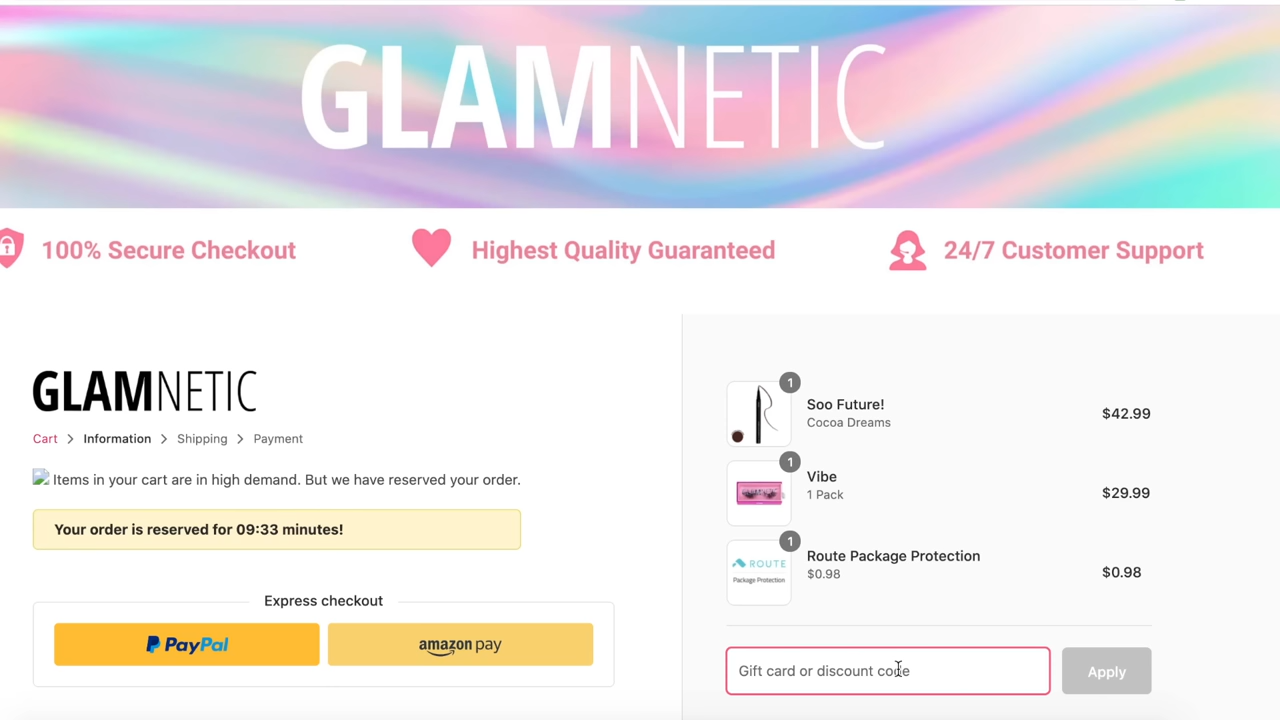 GLAMNETIC
100% Secure Checkout
Highest Quality Guaranteed
24/7 Customer Support
GLAMNETIC
Cart > Information > Shipping > Payment
Items in your cart are in high demand. But we have reserved your order.
Your order is reserved for 09:33 minutes!
Express checkout
PayPal
amazon pay
1
Soo Future!
Cocoa Dreams
$42.99
1
GLAMNETIC
Vibe
1 Pack
$29.99
1
ROUTE
Package Protection
Route Package Protection
$0.98
$0.98
Gift card or discount code
Apply